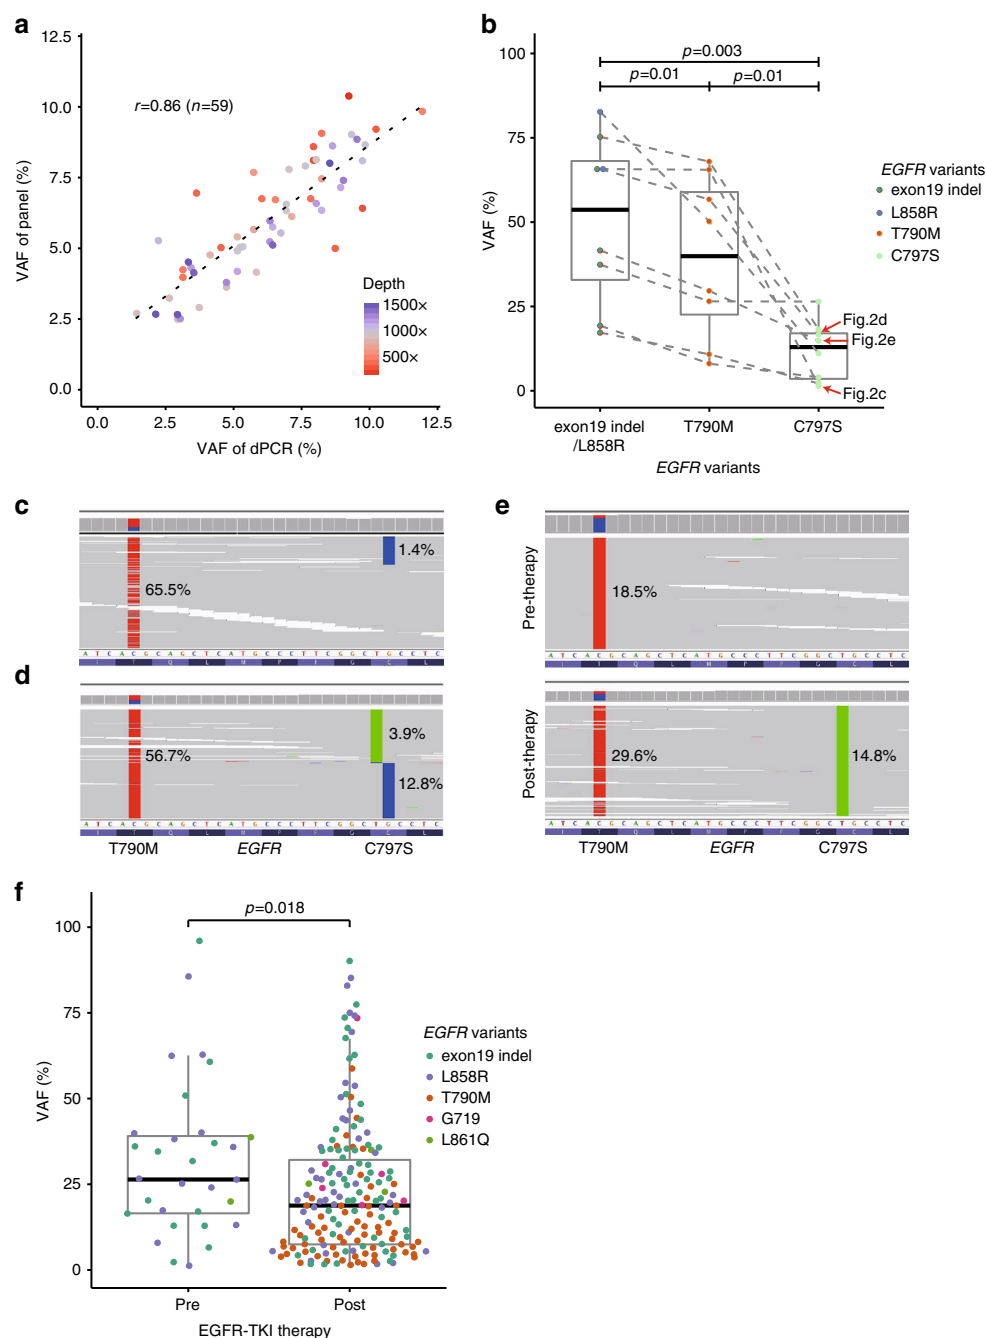 a
12.5
10.0
7.5
5.0
2.5
0.0
VAF of panel (%)
r=0.86 (n=59)
Depth
1500×
1000×
500×
0.0 2.5 5.0 7.5 10.0 12.5
VAF of dPCR (%)
b
100
75
50
25
0
VAF (%)
p=0.003
p=0.01 p=0.01
EGFR variants
exon19 indel
L858R
T790M
C797S
Fig.2d
Fig.2e
Fig.2c
exon19 indel
/L858R
T790M
C797S
EGFR variants
c
1.4%
65.5%
A T C A C G C A G C T C A T G C C C T T C G G C T G C C T C
I T Q L M P F G C L
d
3.9%
56.7%
12.8%
A T C A C G C A G C T C A T G C C C T T C G G C T G C C T C
I T Q L M P F G C L
T790M EGFR C797S
e
Pre-therapy
18.5%
A T C A C G C A G C T C A T G C C C T T C G G C T G C C T C
I T Q L M P F G C L
Post-therapy
29.6%
14.8%
A T C A C G C A G C T C A T G C C C T T C G G C T G C C T C
I T Q L M P F G C L
T790M EGFR C797S
f
100
75
50
25
0
VAF (%)
p=0.018
EGFR variants
exon19 indel
L858R
T790M
G719
L861Q
Pre Post
EGFR-TKI therapy